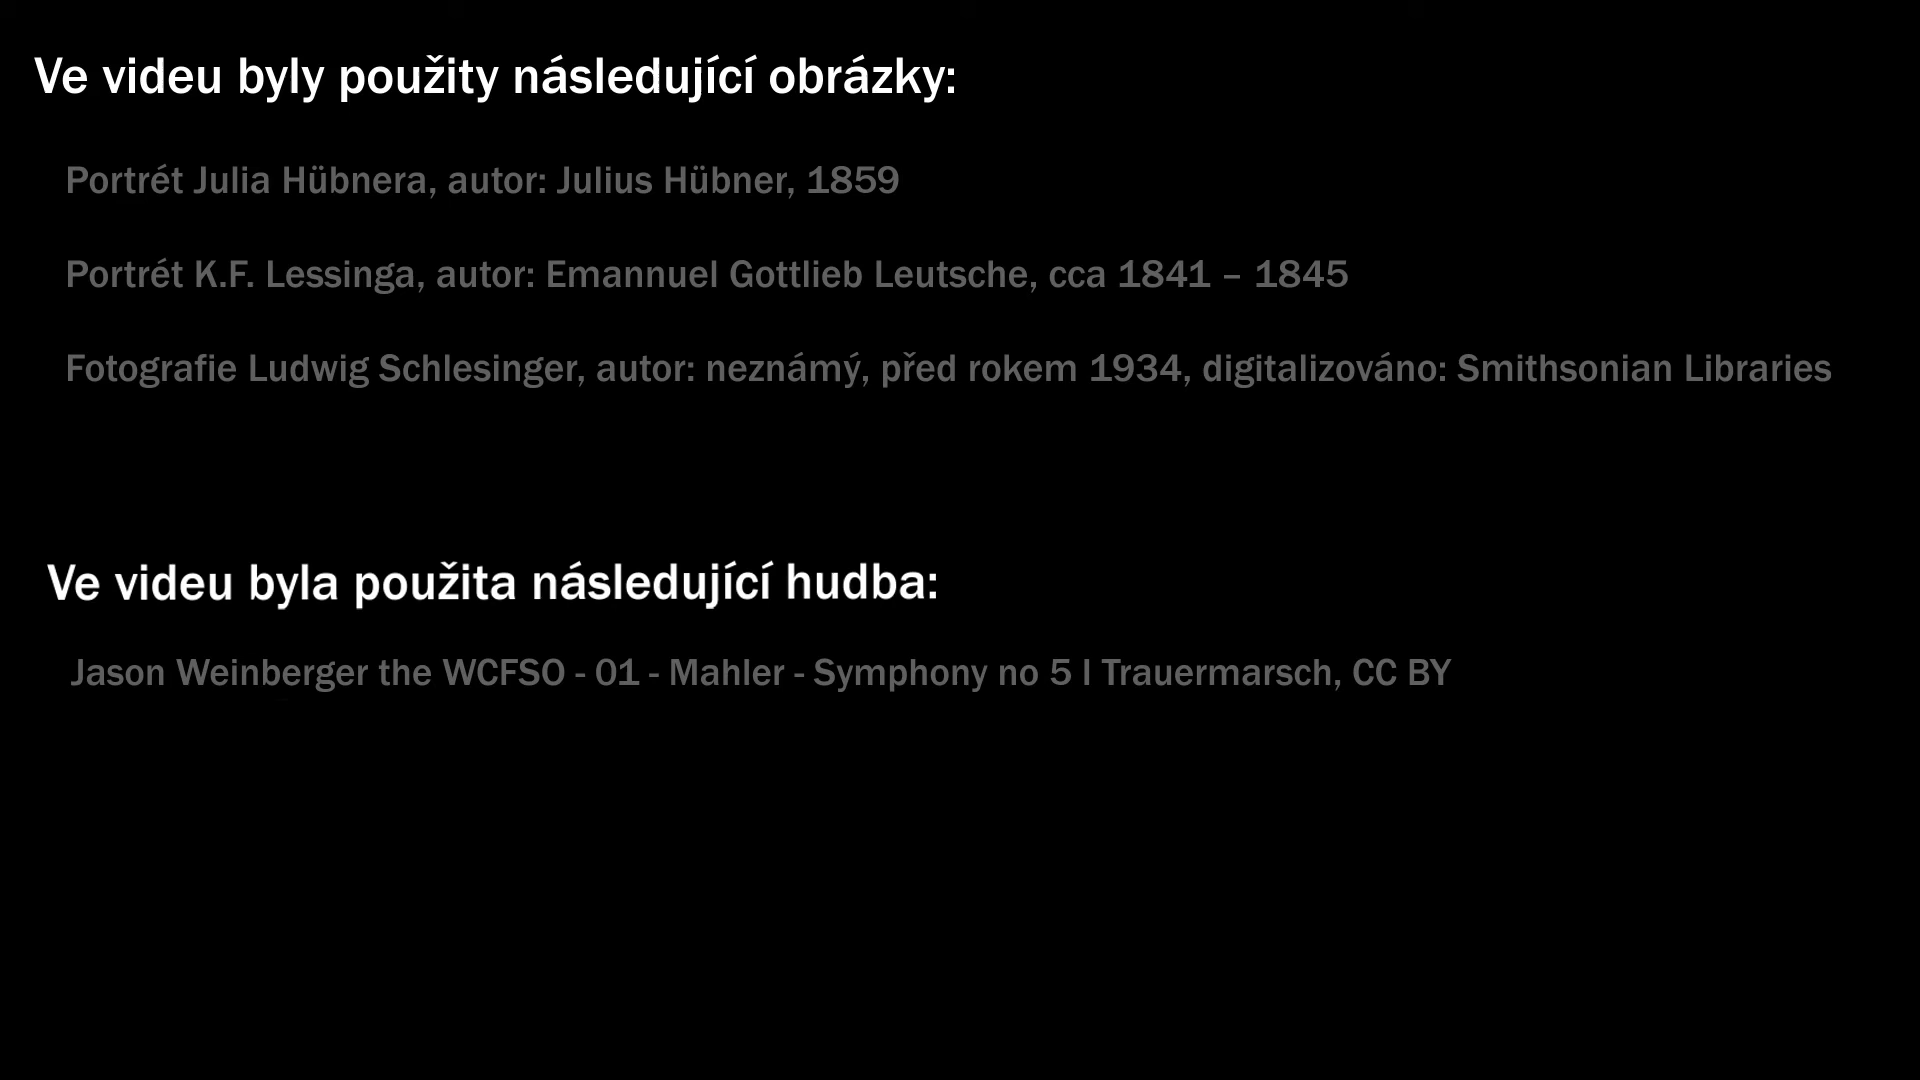 Ve videu byly použity následující obrázky:
Portrét Julia Hübnera, autor: Julius Hübner, 1859
Portrét K.F. Lessinga, autor: Emannuel Gottlieb Leutsche, cca 1841 – 1845
Fotografie Ludwig Schlesinger, autor: neznámý, před rokem 1934, digitalizováno: Smithsonian Libraries
Ve videu byla použita následující hudba:
Jason Weinberger the WCFSO - 01 - Mahler - Symphony no 5 I Trauermarsch, CC BY